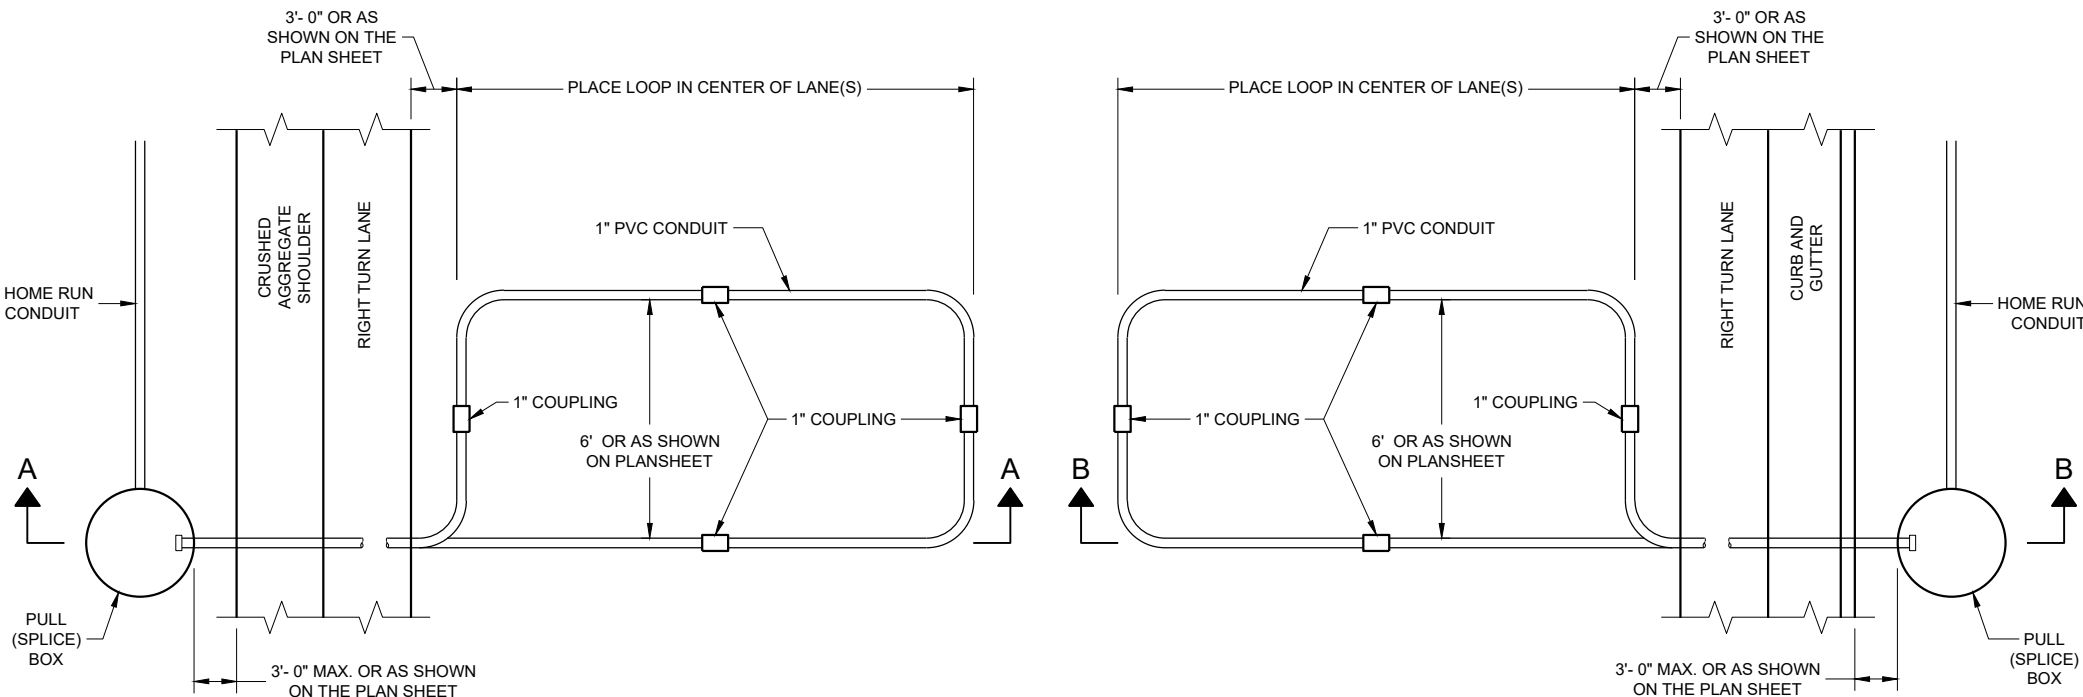 3'- 0" OR AS
SHOWN ON THE
PLAN SHEET
PLACE LOOP IN CENTER OF LANE(S)
CRUSHED
AGGREGATE
SHOULDER
RIGHT TURN LANE
1" PVC CONDUIT
HOME RUN
CONDUIT
1" COUPLING
1" COUPLING
6' OR AS SHOWN
ON PLANSHEET
A
A
PULL
(SPLICE)
BOX
3'- 0" MAX. OR AS SHOWN
ON THE PLAN SHEET
3'- 0" OR AS
SHOWN ON THE
PLAN SHEET
PLACE LOOP IN CENTER OF LANE(S)
1" PVC CONDUIT
RIGHT TURN LANE
CURB AND
GUTTER
HOME RUN
CONDUIT
1" COUPLING
1" COUPLING
6' OR AS SHOWN
ON PLANSHEET
B
B
PULL
(SPLICE)
BOX
3'- 0" MAX. OR AS SHOWN
ON THE PLAN SHEET